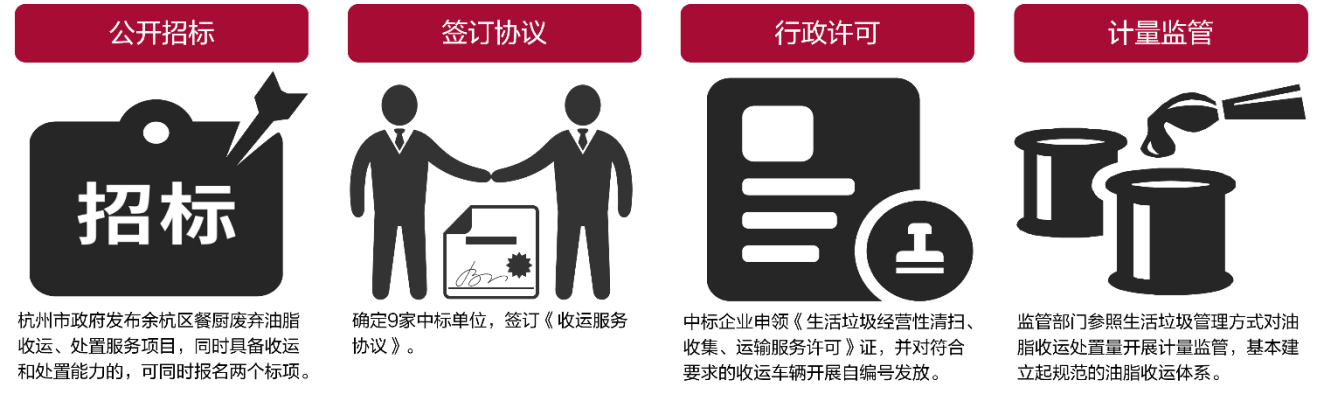 公开招标
签订协议
行政许可
计量监管
招标
杭州市政府发布余杭区餐厨废弃油脂
收运、处置服务项目，同时具备收运
和处置能力的，可同时报名两个标项。
确定9家中标单位，签订《收运服务
协议》。
中标企业申领《生活垃圾经营性清扫、
收集、运输服务许可》证，并对符合
要求的收运车辆开展自编号发放。
监管部门参照生活垃圾管理方式对油
脂收运处置量开展计量监管，基本建
立起规范的油脂收运体系。